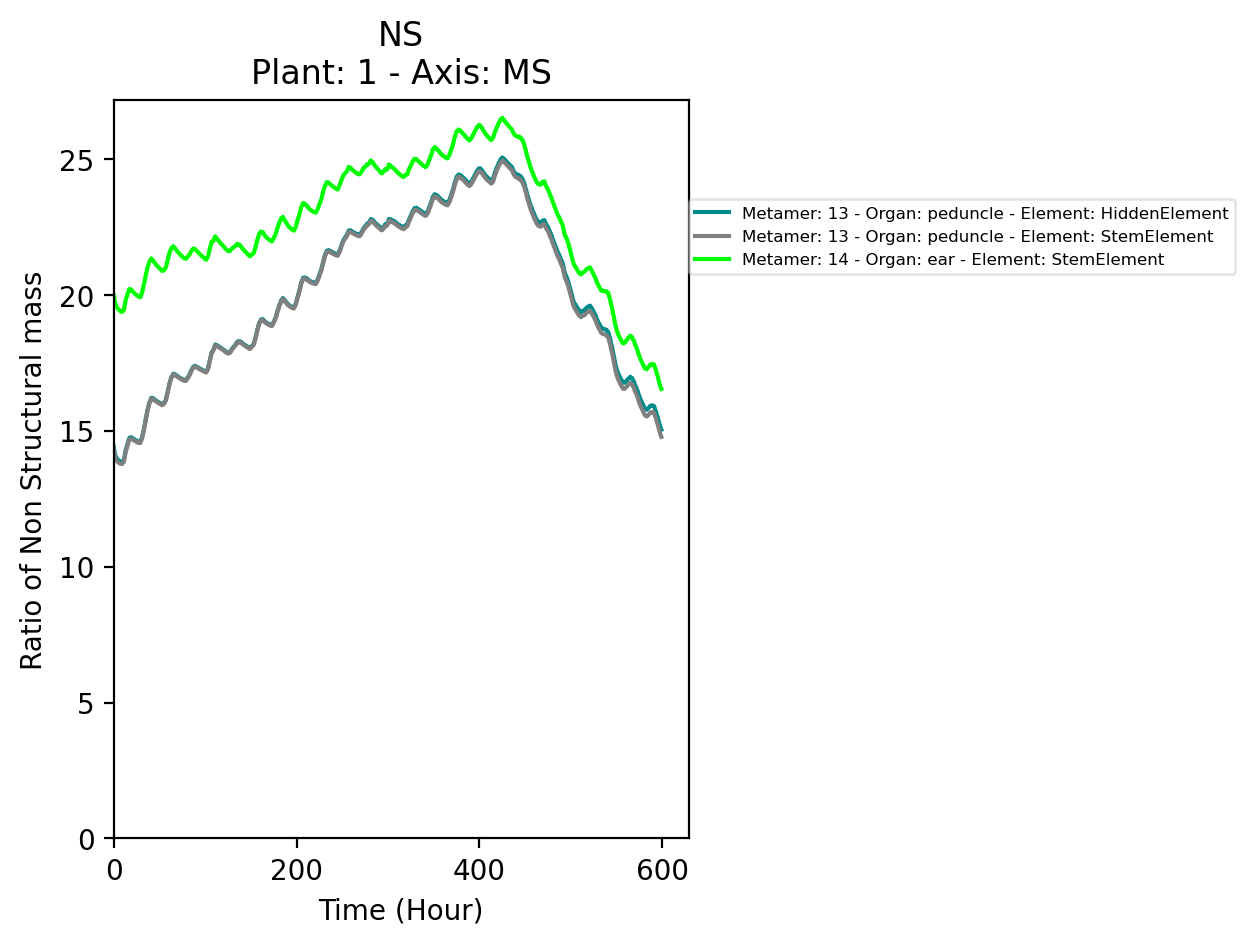 NS
Plant: 1 - Axis: MS
Ratio of Non Structural mass
25
20
15
10
5
0
0 200 400 600
Time (Hour)
Metamer: 13 - Organ: peduncle - Element: HiddenElement
Metamer: 13 - Organ: peduncle - Element: StemElement
Metamer: 14 - Organ: ear - Element: StemElement